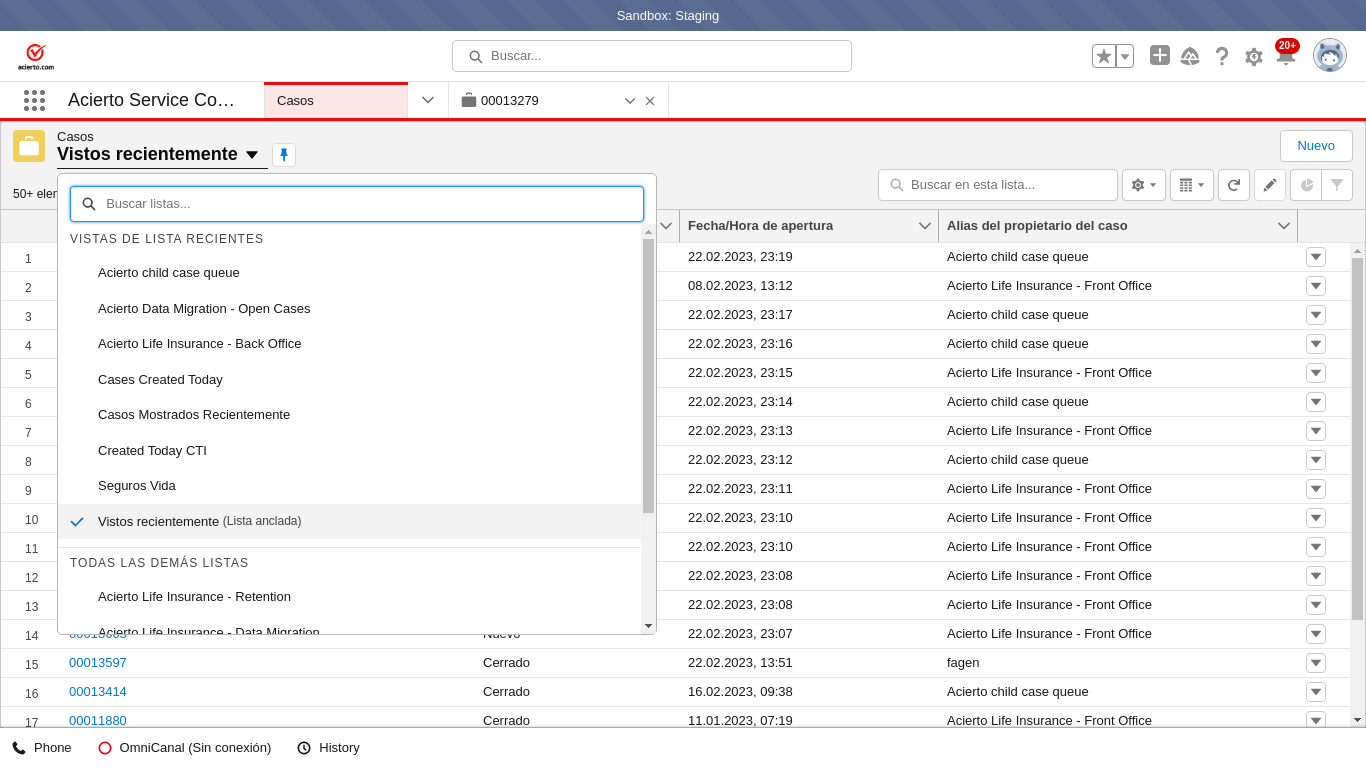 Sandbox: Staging
acierto.com
Buscar...
20+
Acierto Service Co…
Casos
00013279
Casos
Vistos recientemente
Nuevo
50+ elem
Buscar en esta lista...
Buscar listas...
VISTAS DE LISTA RECIENTES
Acierto child case queue
Acierto Data Migration - Open Cases
Acierto Life Insurance - Back Office
Cases Created Today
Casos Mostrados Recientemente
Created Today CTI
Seguros Vida
Vistos recientemente (Lista anclada)
TODAS LAS DEMÁS LISTAS
Acierto Life Insurance - Retention
Acierto Life Insurance - Data Migration
Fecha/Hora de apertura Alias del propietario del caso
1 22.02.2023, 23:19 Acierto child case queue
2 08.02.2023, 13:12 Acierto Life Insurance - Front Office
3 22.02.2023, 23:17 Acierto child case queue
4 22.02.2023, 23:16 Acierto child case queue
5 22.02.2023, 23:15 Acierto Life Insurance - Front Office
6 22.02.2023, 23:14 Acierto child case queue
7 22.02.2023, 23:13 Acierto Life Insurance - Front Office
8 22.02.2023, 23:12 Acierto child case queue
9 22.02.2023, 23:11 Acierto Life Insurance - Front Office
10 22.02.2023, 23:10 Acierto Life Insurance - Front Office
11 22.02.2023, 23:10 Acierto Life Insurance - Front Office
12 22.02.2023, 23:08 Acierto Life Insurance - Front Office
13 22.02.2023, 23:08 Acierto Life Insurance - Front Office
14 Nuevo 22.02.2023, 23:07 Acierto Life Insurance - Front Office
15 00013597 Cerrado 22.02.2023, 13:51 fagen
16 00013414 Cerrado 16.02.2023, 09:38 Acierto child case queue
17 00011880 Cerrado 11.01.2023, 07:19 Acierto Life Insurance - Front Office
Phone
OmniCanal (Sin conexión)
History